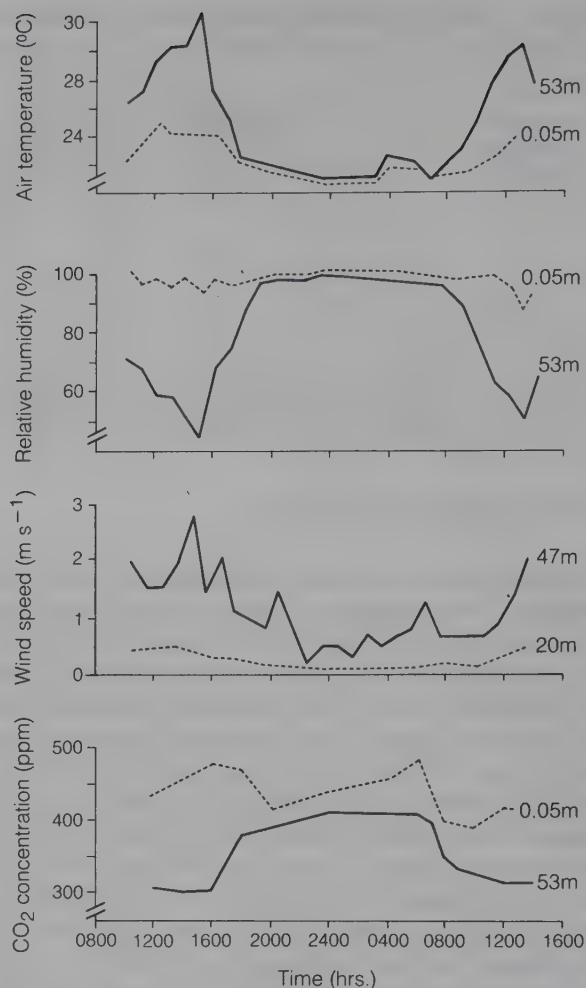 Air temperature (ºC)
30
28
24
53m
0.05m
Relative humidity (%)
100
80
60
0.05m
53m
Wind speed (m s⁻¹)
3
2
1
0
47m
20m
CO₂ concentration (ppm)
500
400
300
0.05m
53m
0800 1200 1600 2000 2400 0400 0800 1200 1600
Time (hrs.)